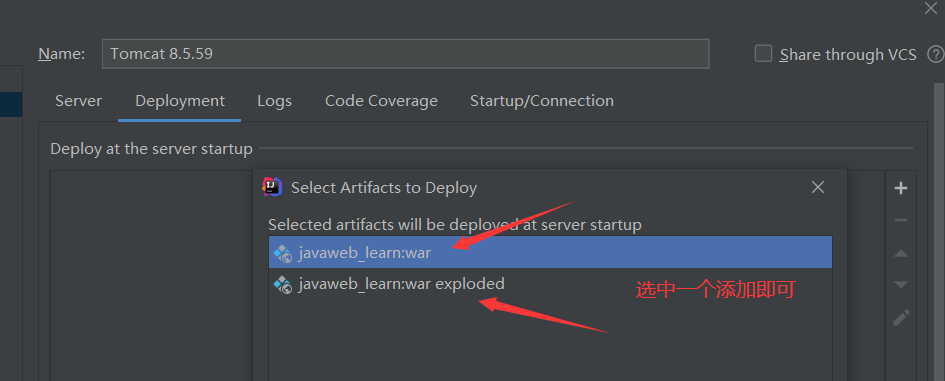 Name: Tomcat 8.5.59 Share through VCS ?
Server Deployment Logs Code Coverage Startup/Connection
Deploy at the server startup
Select Artifacts to Deploy
Selected artifacts will be deployed at server startup
javaweb_learn:war
javaweb_learn:war exploded
选中一个添加即可